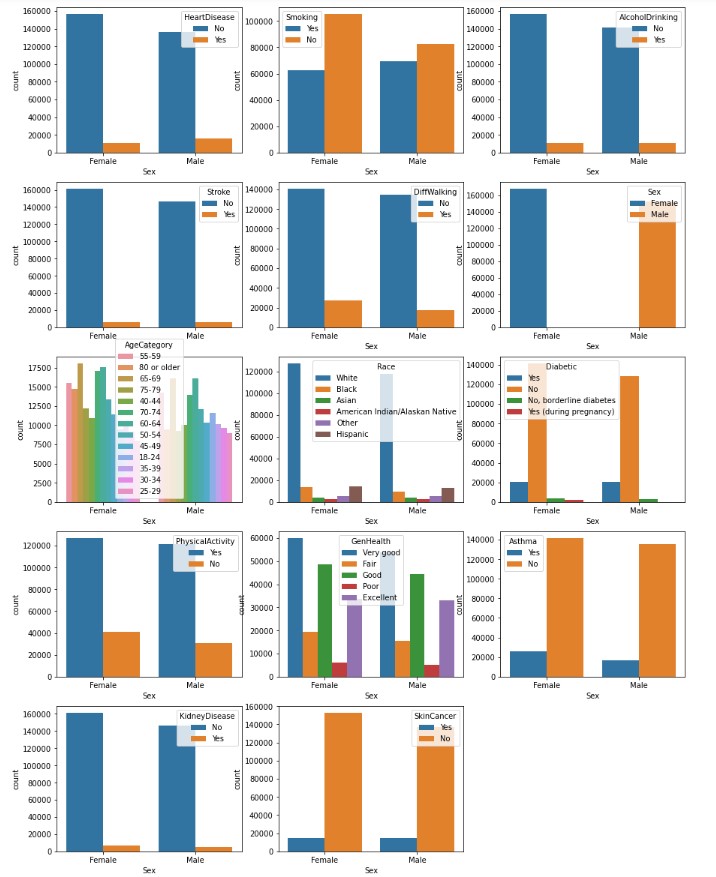 HeartDisease
No
Yes
160000
140000
120000
100000
80000
60000
40000
20000
0
count
Female
Male
Sex
Smoking
Yes
No
100000
80000
60000
40000
20000
0
count
Female
Male
Sex
AlcoholDrinking
No
Yes
160000
140000
120000
100000
80000
60000
40000
20000
0
count
Female
Male
Sex
Stroke
No
Yes
160000
140000
120000
100000
80000
60000
40000
20000
0
count
Female
Male
Sex
DiffWalking
No
Yes
140000
120000
100000
80000
60000
40000
20000
0
count
Female
Male
Sex
Sex
Female
Male
160000
140000
120000
100000
80000
60000
40000
20000
0
count
Female
Male
Sex
AgeCategory
55-59
80 or older
65-69
75-79
40-44
70-74
60-64
50-54
45-49
18-24
35-39
30-34
25-29
17500
15000
12500
10000
7500
5000
2500
0
count
Female
Male
Sex
Race
White
Black
Asian
American Indian/Alaskan Native
Other
Hispanic
120000
100000
80000
60000
40000
20000
0
count
Female
Male
Sex
Diabetic
Yes
No
No, borderline diabetes
Yes (during pregnancy)
140000
120000
100000
80000
60000
40000
20000
0
count
Female
Male
Sex
PhysicalActivity
Yes
No
120000
100000
80000
60000
40000
20000
0
count
Female
Male
Sex
GenHealth
Very good
Fair
Good
Poor
Excellent
60000
50000
40000
30000
20000
10000
0
count
Female
Male
Sex
Asthma
Yes
No
140000
120000
100000
80000
60000
40000
20000
0
count
Female
Male
Sex
KidneyDisease
No
Yes
160000
140000
120000
100000
80000
60000
40000
20000
0
count
Female
Male
Sex
SkinCancer
Yes
No
160000
140000
120000
100000
80000
60000
40000
20000
0
count
Female
Male
Sex